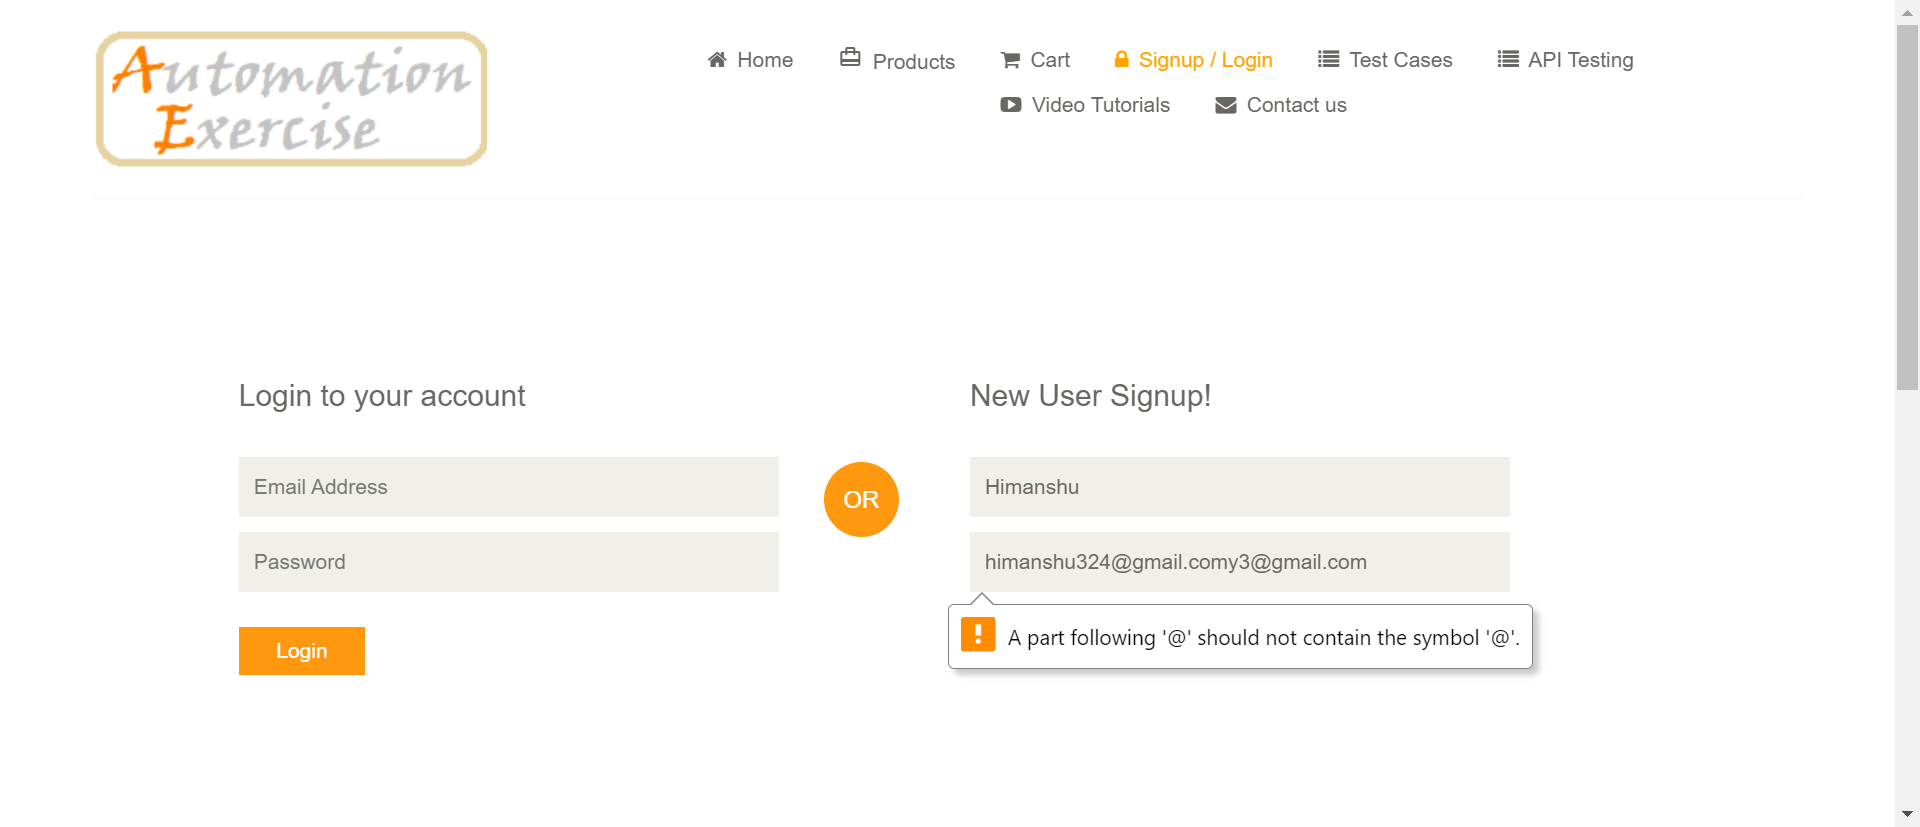 Automation
Exercise
Home Products Cart Signup / Login Test Cases API Testing
Video Tutorials Contact us
Login to your account
Email Address
Password
Login
OR
New User Signup!
Himanshu
himanshu324@gmail.comy3@gmail.com
A part following '@' should not contain the symbol '@'.